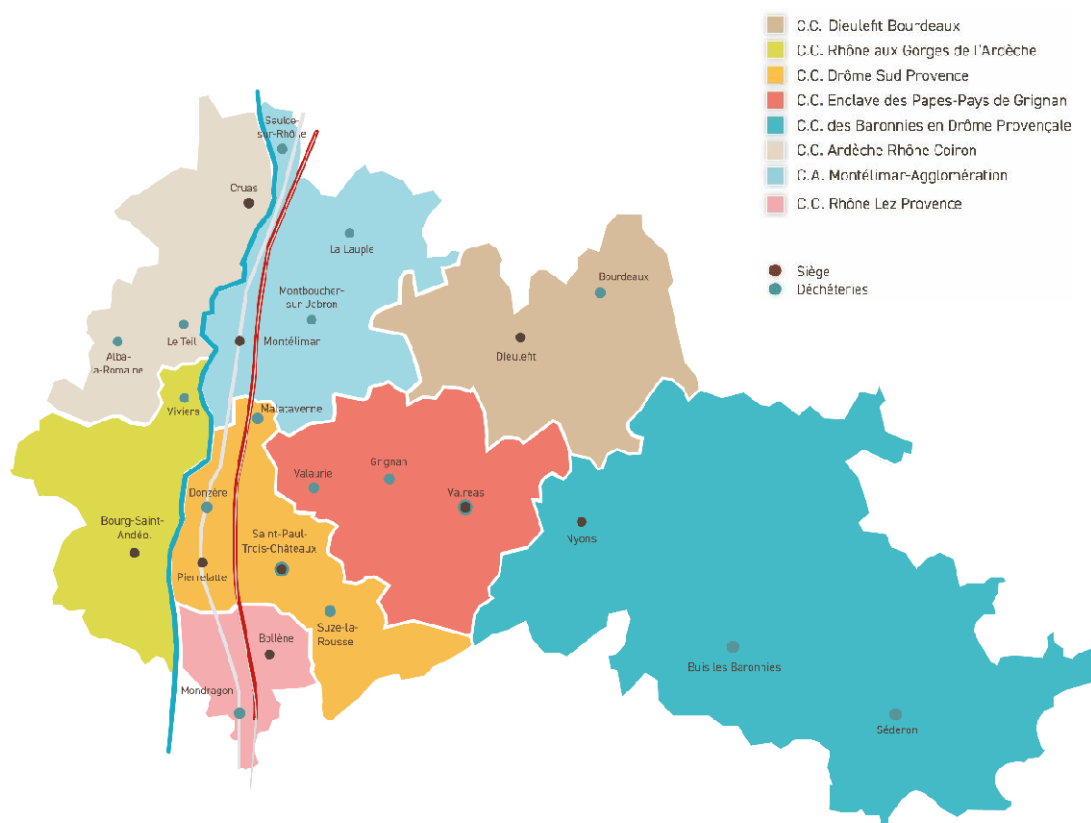 C.C. Dieulefit Bourdeaux
C.C. Rhône aux Gorges de l'Ardèche
C.C. Drôme Sud Provence
C.C. Enclave des Papes-Pays de Grignan
C.C. des Baronnies en Drôme Provençale
C.C. Ardèche Rhône Coiron
C.A. Montélimar-Agglomération
C.C. Rhône Lez Provence
Siège
Déchèteries
Saulce-
sur-Rhône
Cruas
La Laupie
Bourdeaux
Montboucher-
sur Jabron
Le Teil
Montélimar
Dieulefit
Alba-
la-Romaine
Viviers
Malataverne
Grignan
Valaurie
Donzère
Valreas
Bourg-Saint-
Andéol
Saint-Paul-
Trois-Châteaux
Nyons
Pierrelatte
Suze-la-
Rousse
Bollène
Buis les Baronnies
Mondragon
Séderon